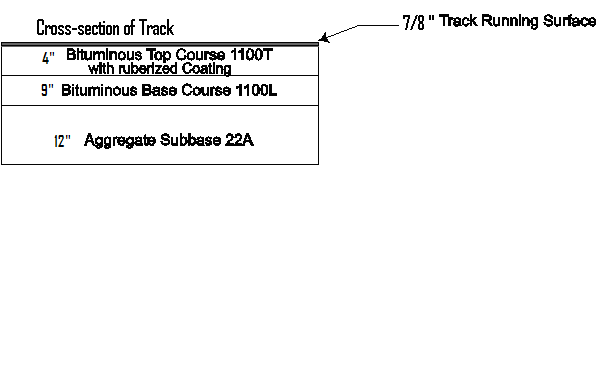 Cross-section of Track
7/8 " Track Running Surface
4" Bituminous Top Course 1100T
with ruberized Coating
9" Bituminous Base Course 1100L
12" Aggregate Subbase 22A